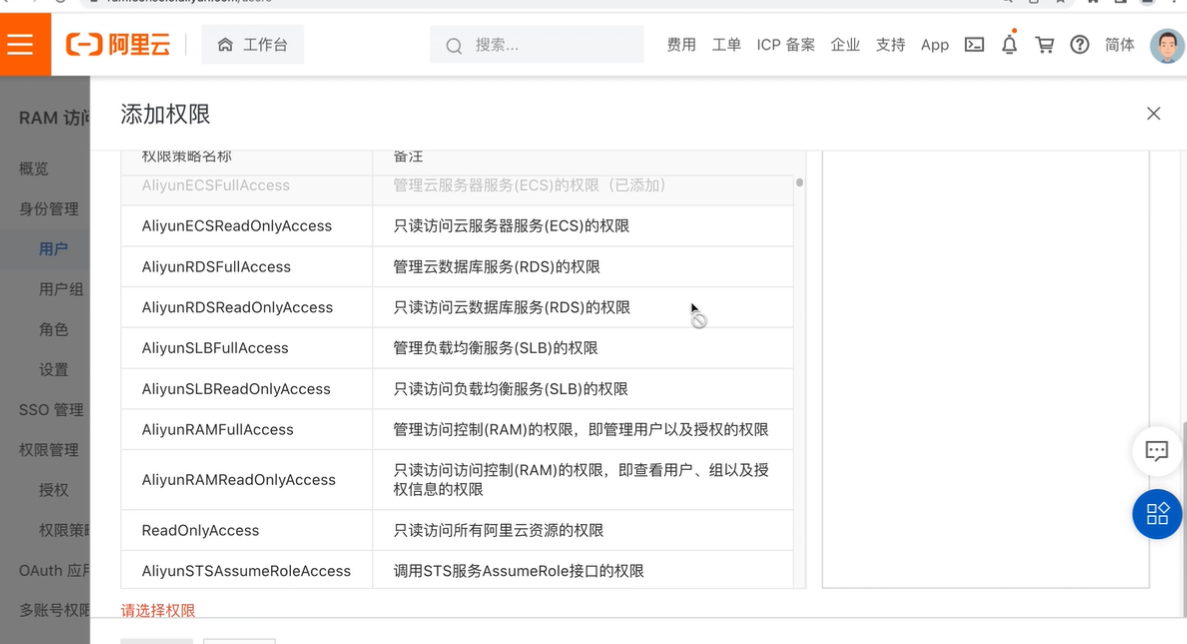 阿里云
工作台
搜索...
费用 工单 ICP 备案 企业 支持 App 简体
RAM 访问
概览
身份管理
用户
用户组
角色
设置
SSO 管理
权限管理
授权
权限策
OAuth 应
多账号权
添加权限
权限策略名称 备注
AliyunECSFullAccess 管理云服务器服务(ECS)的权限（已添加）
AliyunECSReadOnlyAccess 只读访问云服务器服务(ECS)的权限
AliyunRDSFullAccess 管理云数据库服务(RDS)的权限
AliyunRDSReadOnlyAccess 只读访问云数据库服务(RDS)的权限
AliyunSLBFullAccess 管理负载均衡服务(SLB)的权限
AliyunSLBReadOnlyAccess 只读访问负载均衡服务(SLB)的权限
AliyunRAMFullAccess 管理访问控制(RAM)的权限，即管理用户以及授权的权限
AliyunRAMReadOnlyAccess 只读访问访问控制(RAM)的权限，即查看用户、组以及授
权信息的权限
ReadOnlyAccess 只读访问所有阿里云资源的权限
AliyunSTSAssumeRoleAccess 调用STS服务AssumeRole接口的权限
请选择权限